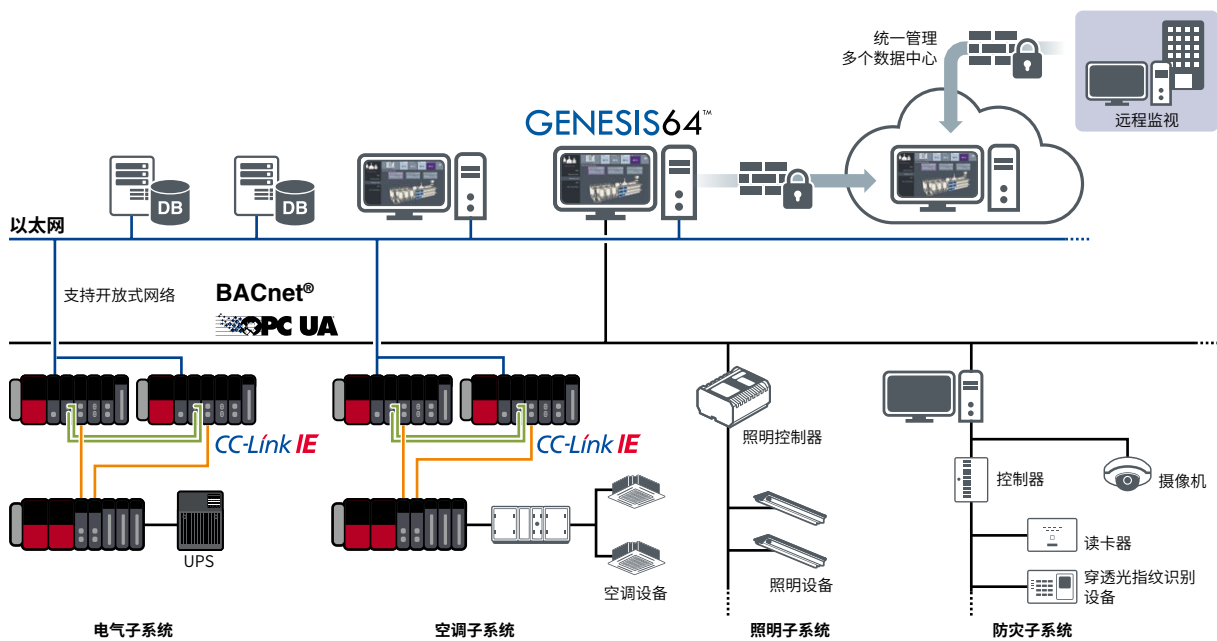 统一管理
多个数据中心
远程监视
GENESIS64™
DB
DB
以太网
支持开放式网络
BACnet®
OPC UA
CC-Link IE
CC-Link IE
照明控制器
控制器
摄像机
读卡器
穿透光指纹识别
设备
UPS
空调设备
照明设备
电气子系统
空调子系统
照明子系统
防灾子系统